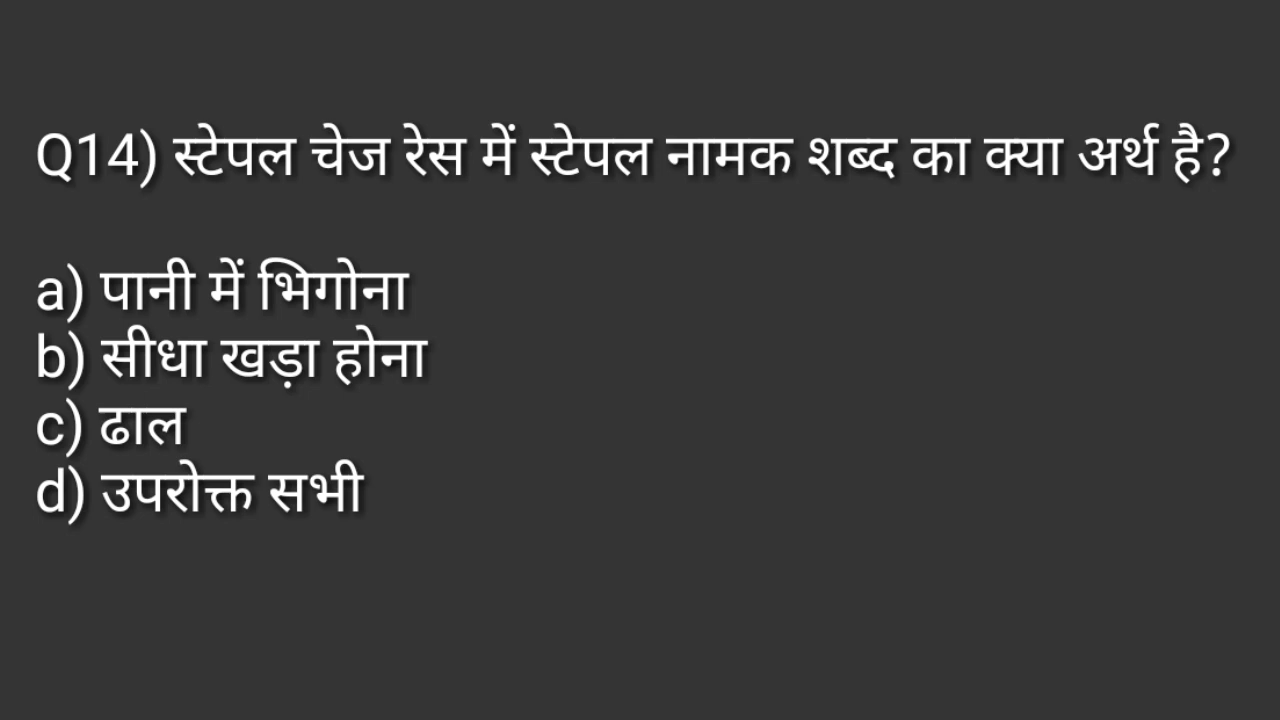 Q14) स्टेपल चेज रेस में स्टेपल नामक शब्द का क्या अर्थ है?
a) पानी में भिगोना
b) सीधा खड़ा होना
c) ढाल
d) उपरोक्त सभी